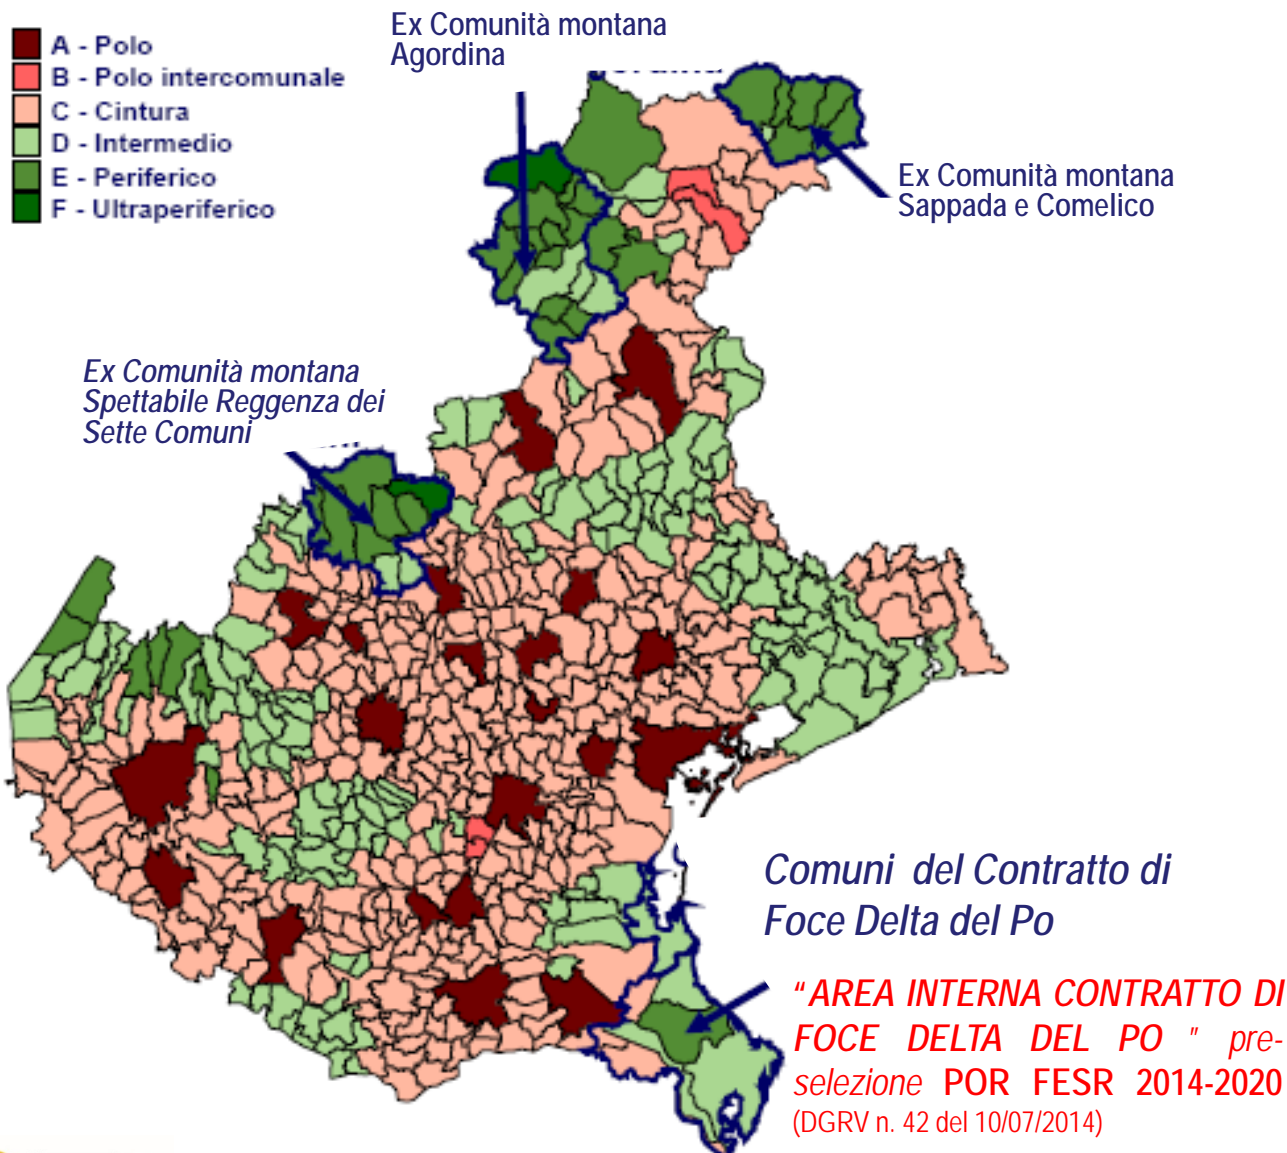 A - Polo
B - Polo intercomunale
C - Cintura
D - Intermedio
E - Periferico
F - Ultraperiferico
Ex Comunità montana
Agordina
Ex Comunità montana
Sappada e Comelico
Ex Comunità montana
Spettabile Reggenza dei
Sette Comuni
Comuni del Contratto di
Foce Delta del Po
“AREA INTERNA CONTRATTO DI
FOCE DELTA DEL PO " pre-
selezione POR FESR 2014-2020
(DGRV n. 42 del 10/07/2014)